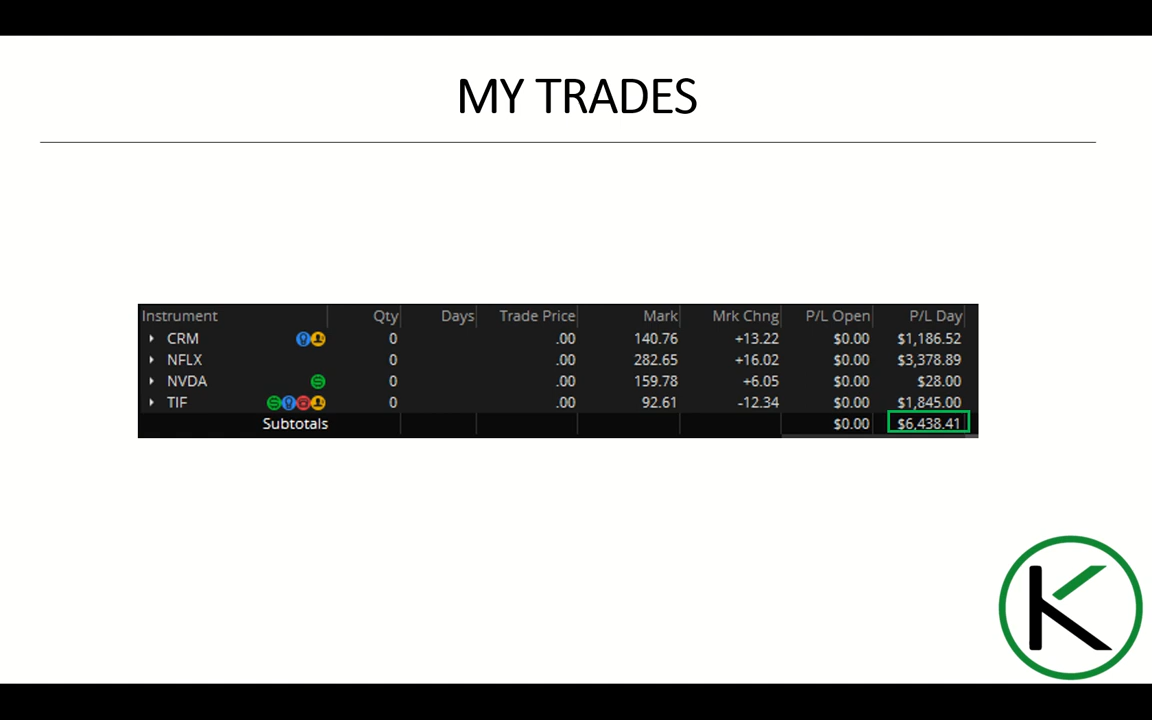 MY TRADES
Instrument Qty Days Trade Price Mark Mrk Chng P/L Open P/L Day
CRM 0 .00 140.76 +13.22 $0.00 $1,186.52
NFLX 0 .00 282.65 +16.02 $0.00 $3,378.89
NVDA 0 .00 159.78 +6.05 $0.00 $28.00
TIF 0 .00 92.61 -12.34 $0.00 $1,845.00
Subtotals $0.00 $6,438.41
K